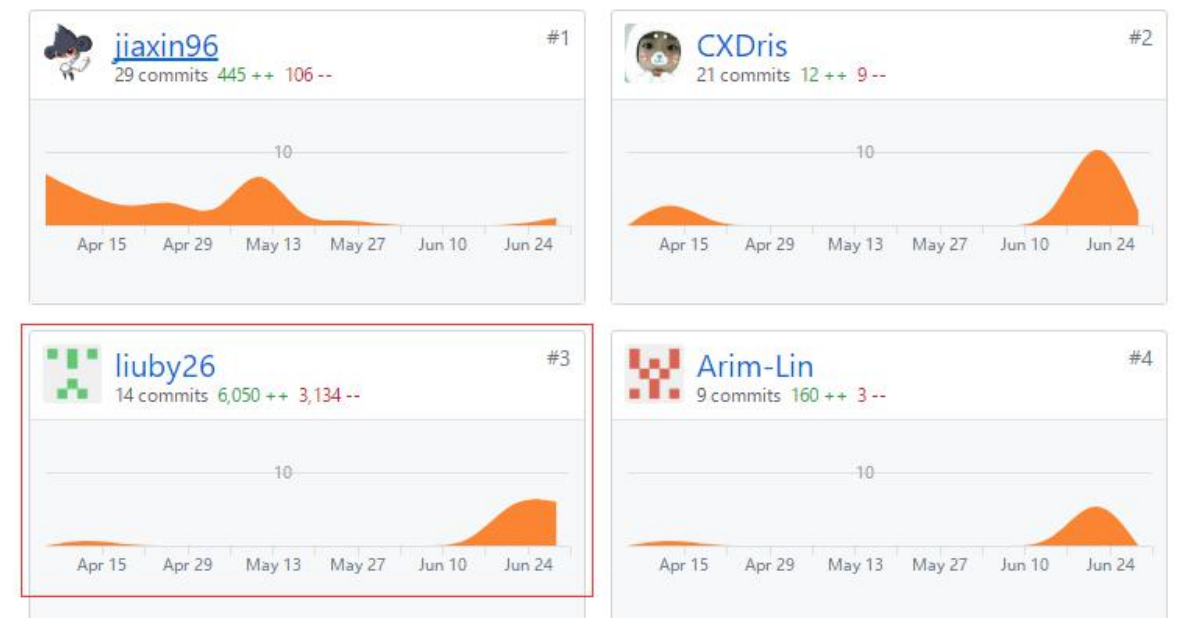 jiaxin96 #1
29 commits 445 ++ 106 --
10
Apr 15 Apr 29 May 13 May 27 Jun 10 Jun 24
CXDris #2
21 commits 12 ++ 9 --
10
Apr 15 Apr 29 May 13 May 27 Jun 10 Jun 24
liuby26 #3
14 commits 6,050 ++ 3,134 --
10
Apr 15 Apr 29 May 13 May 27 Jun 10 Jun 24
Arim-Lin #4
9 commits 160 ++ 3 --
10
Apr 15 Apr 29 May 13 May 27 Jun 10 Jun 24